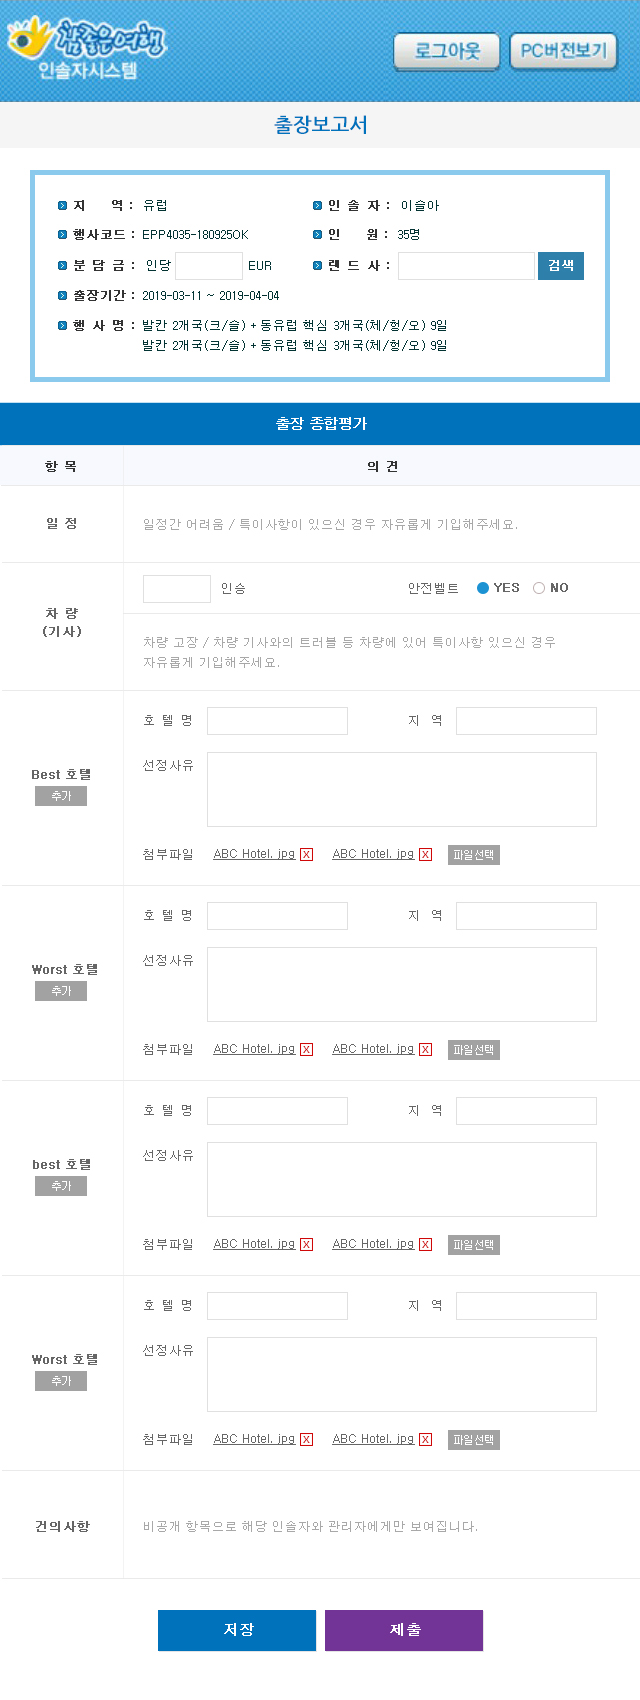 참좋은여행
인솔자시스템
로그아웃 PC버전보기
출장보고서
지 역 : 유럽 인 솔 자 : 이슬아
행사코드 : EPP4035-180925OK 인 원 : 35명
분 담 금 : 인당 EUR 랜 드 사 : 검색
출장기간 : 2019-03-11 ~ 2019-04-04
행 사 명 : 발칸 2개국(크/슬) + 동유럽 핵심 3개국(체/헝/오) 9일
발칸 2개국(크/슬) + 동유럽 핵심 3개국(체/헝/오) 9일
출장 종합평가
항 목 의 견
일 정 일정간 어려움 / 특이사항이 있으신 경우 자유롭게 기입해주세요.
차 량
(기사)
인승 안전벨트 YES NO
차량 고장 / 차량 기사와의 트러블 등 차량에 있어 특이사항 있으신 경우
자유롭게 기입해주세요.
Best 호텔
추가
호 텔 명 지 역
선정사유
첨부파일 ABC Hotel. jpg X ABC Hotel. jpg X 파일선택
Worst 호텔
추가
호 텔 명 지 역
선정사유
첨부파일 ABC Hotel. jpg X ABC Hotel. jpg X 파일선택
best 호텔
추가
호 텔 명 지 역
선정사유
첨부파일 ABC Hotel. jpg X ABC Hotel. jpg X 파일선택
Worst 호텔
추가
호 텔 명 지 역
선정사유
첨부파일 ABC Hotel. jpg X ABC Hotel. jpg X 파일선택
건의사항 비공개 항목으로 해당 인솔자와 관리자에게만 보여집니다.
저장 제출